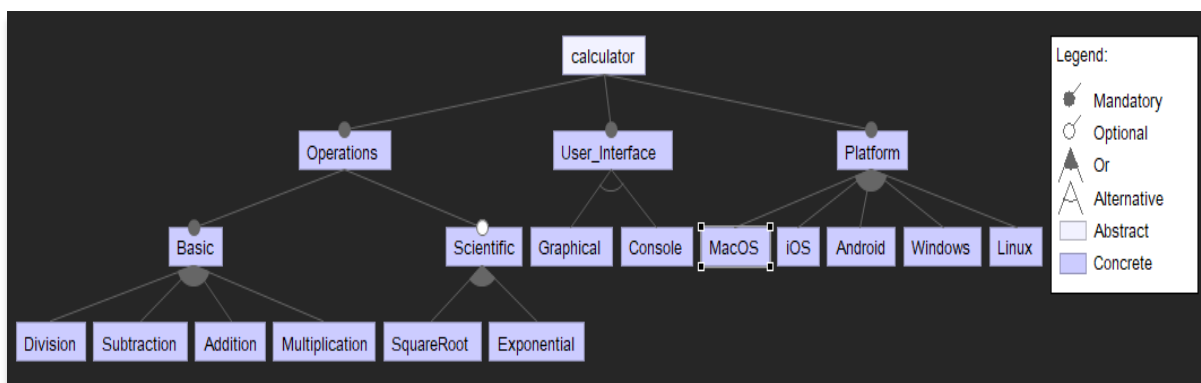 calculator
Legend:
Mandatory
Optional
Or
Alternative
Abstract
Concrete
Operations
User_Interface
Platform
Basic
Scientific
Graphical
Console
MacOS
iOS
Android
Windows
Linux
Division
Subtraction
Addition
Multiplication
SquareRoot
Exponential